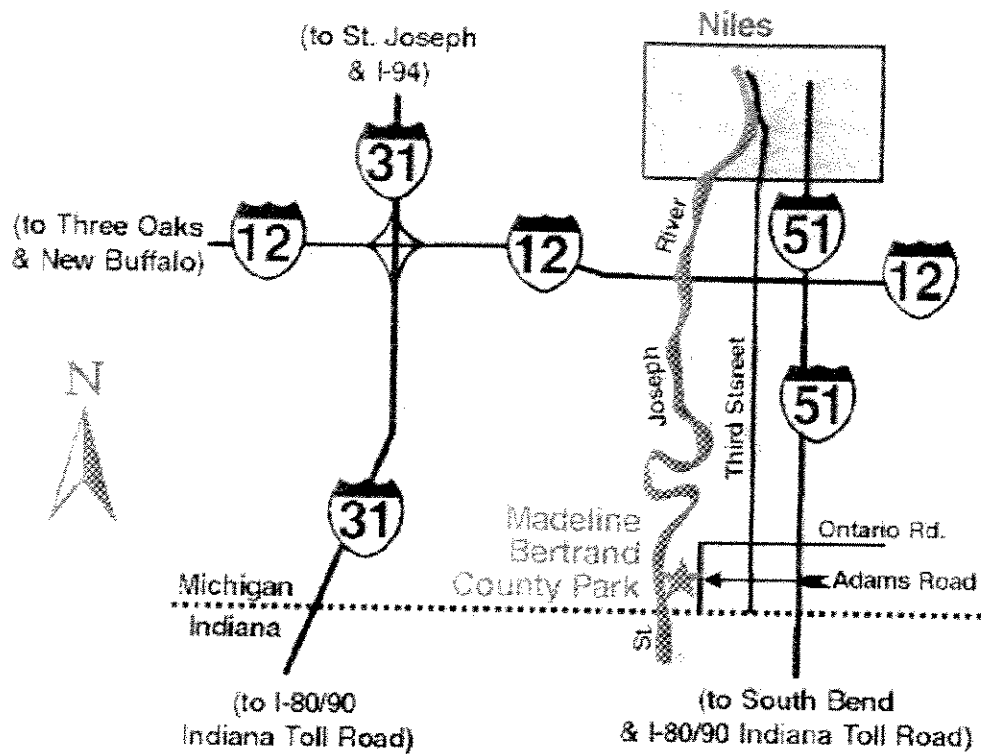 Niles
(to St. Joseph
& I-94)
31
(to Three Oaks
& New Buffalo)
12
12
51
12
N
River
Joseph
St.
Third Stsreet
51
31
Madeline
Bertrand
County Park
Ontario Rd.
Adams Road
Michigan
Indiana
(to I-80/90
Indiana Toll Road)
(to South Bend
& I-80/90 Indiana Toll Road)